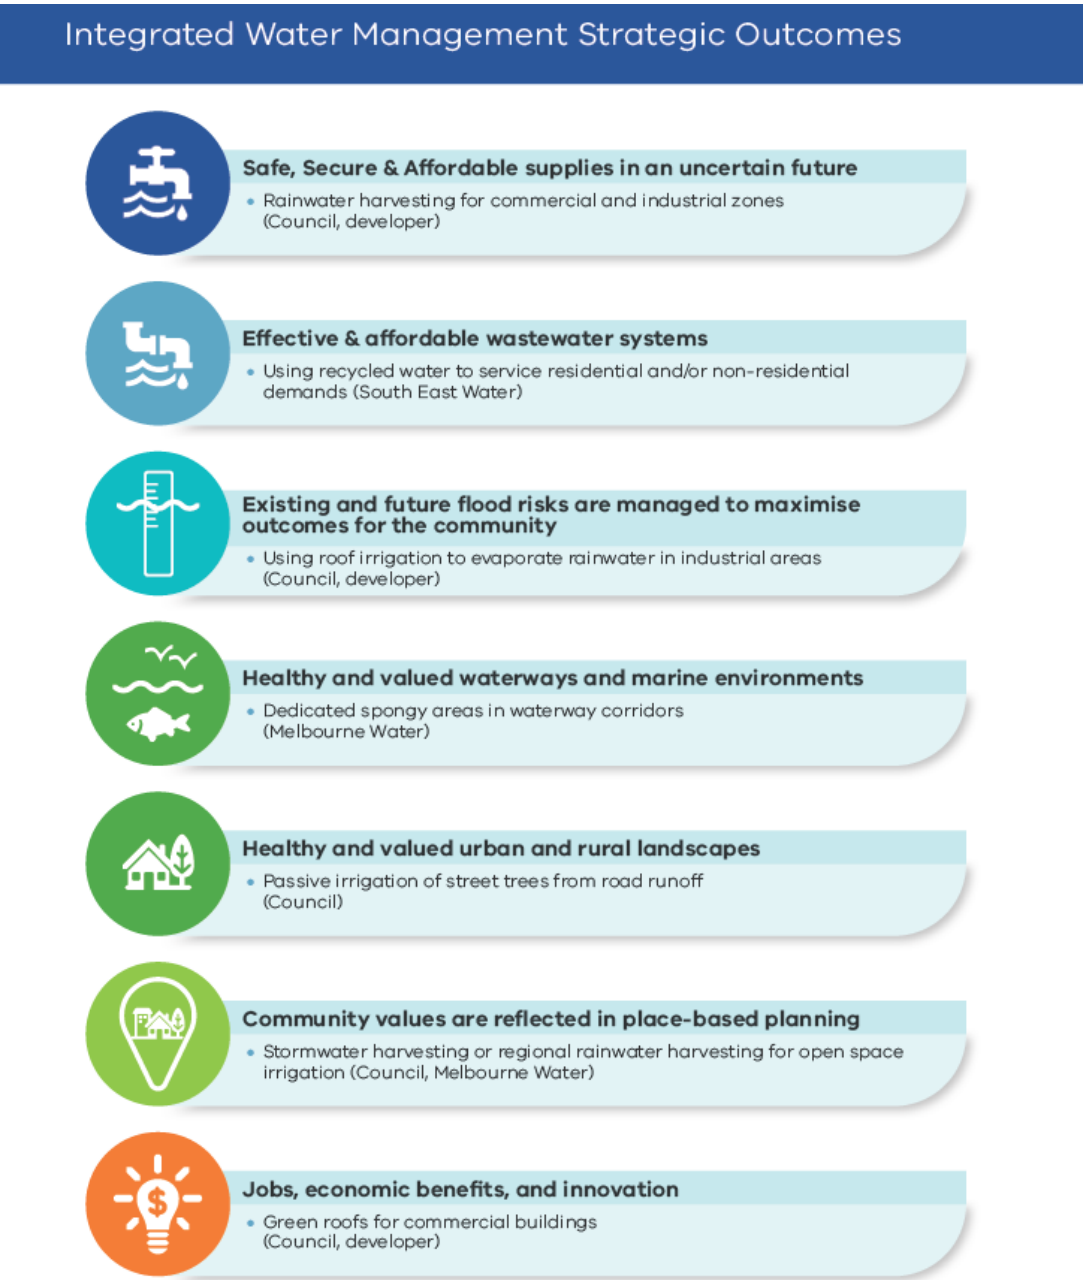 Integrated Water Management Strategic Outcomes
Safe, Secure & Affordable supplies in an uncertain future
• Rainwater harvesting for commercial and industrial zones
(Council, developer)
Effective & affordable wastewater systems
• Using recycled water to service residential and/or non-residential
demands (South East Water)
Existing and future flood risks are managed to maximise
outcomes for the community
• Using roof irrigation to evaporate rainwater in industrial areas
(Council, developer)
Healthy and valued waterways and marine environments
• Dedicated spongy areas in waterway corridors
(Melbourne Water)
Healthy and valued urban and rural landscapes
• Passive irrigation of street trees from road runoff
(Council)
Community values are reflected in place-based planning
• Stormwater harvesting or regional rainwater harvesting for open space
irrigation (Council, Melbourne Water)
$
Jobs, economic benefits, and innovation
• Green roofs for commercial buildings
(Council, developer)